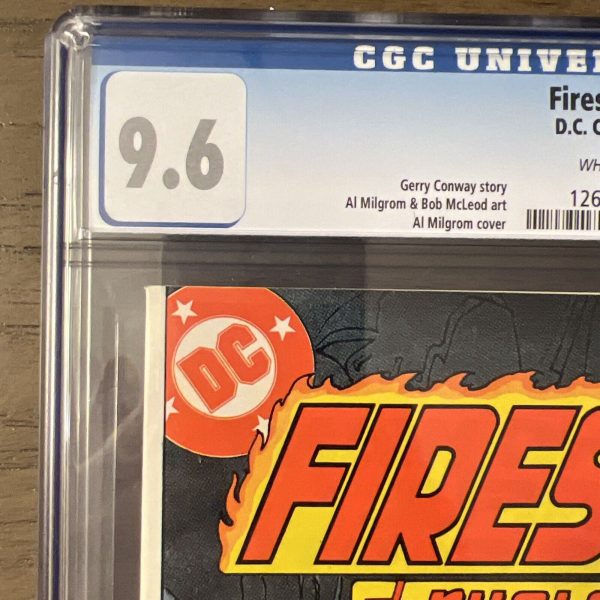 CGC UNIVE
9.6
Fires
D.C. C
WH
Gerry Conway story
Al Milgrom & Bob McLeod art
Al Milgrom cover
126
DC
FIRES